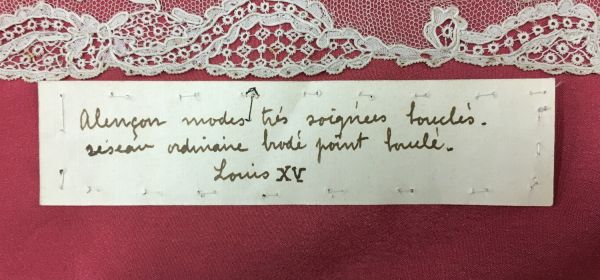 Alençon modes très soignées bouclés.
réseau ordinaire brodé point bouclé.
Louis XV